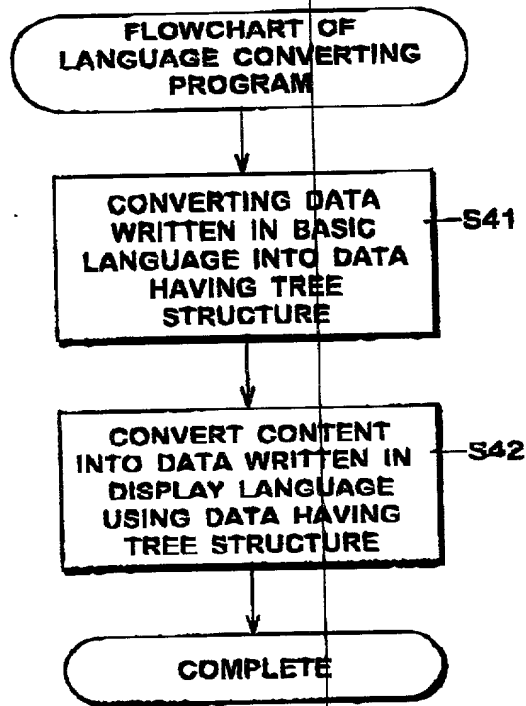 FLOWCHART OF
LANGUAGE CONVERTING
PROGRAM
CONVERTING DATA
WRITTEN IN BASIC
LANGUAGE INTO DATA
HAVING TREE
STRUCTURE
S41
CONVERT CONTENT
INTO DATA WRITTEN IN
DISPLAY LANGUAGE
USING DATA HAVING
TREE STRUCTURE
S42
COMPLETE